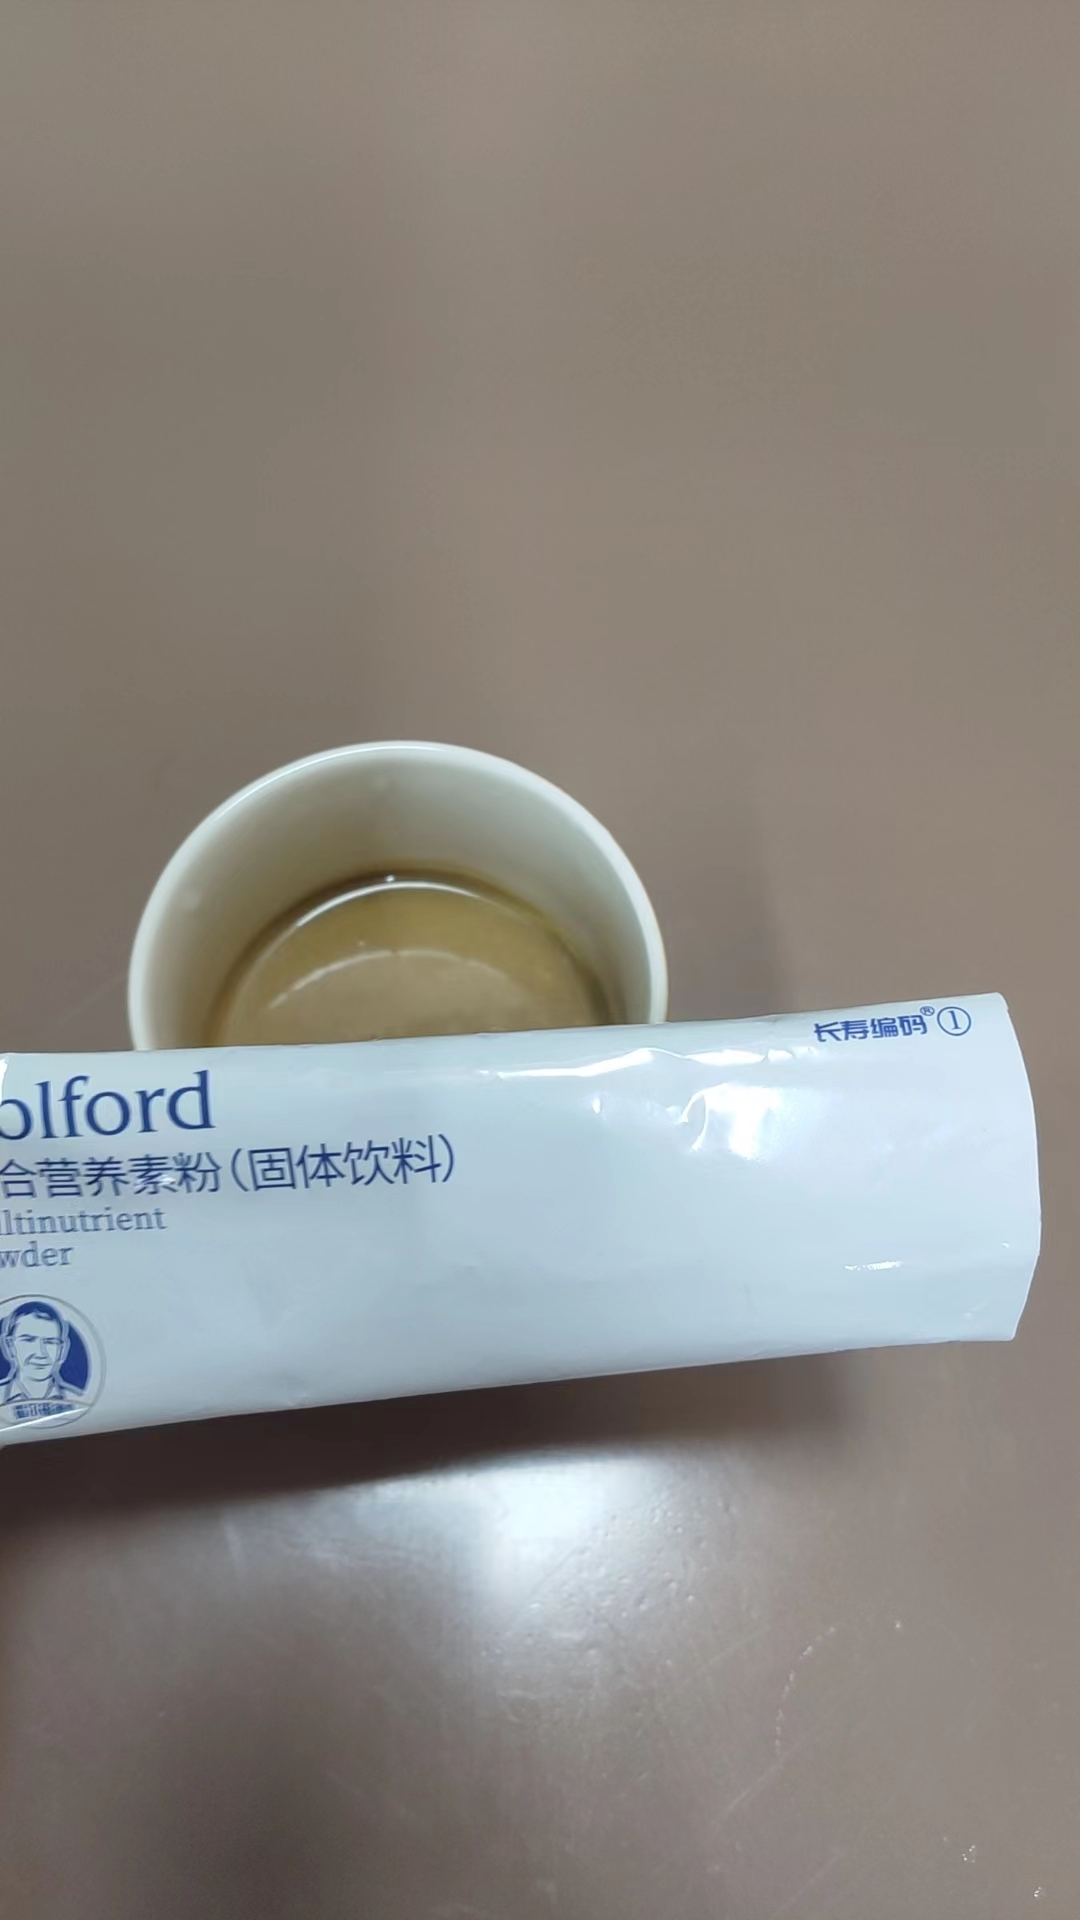 长寿编码® ①
olford
合营养素粉（固体饮料）
ltinutrient
wder